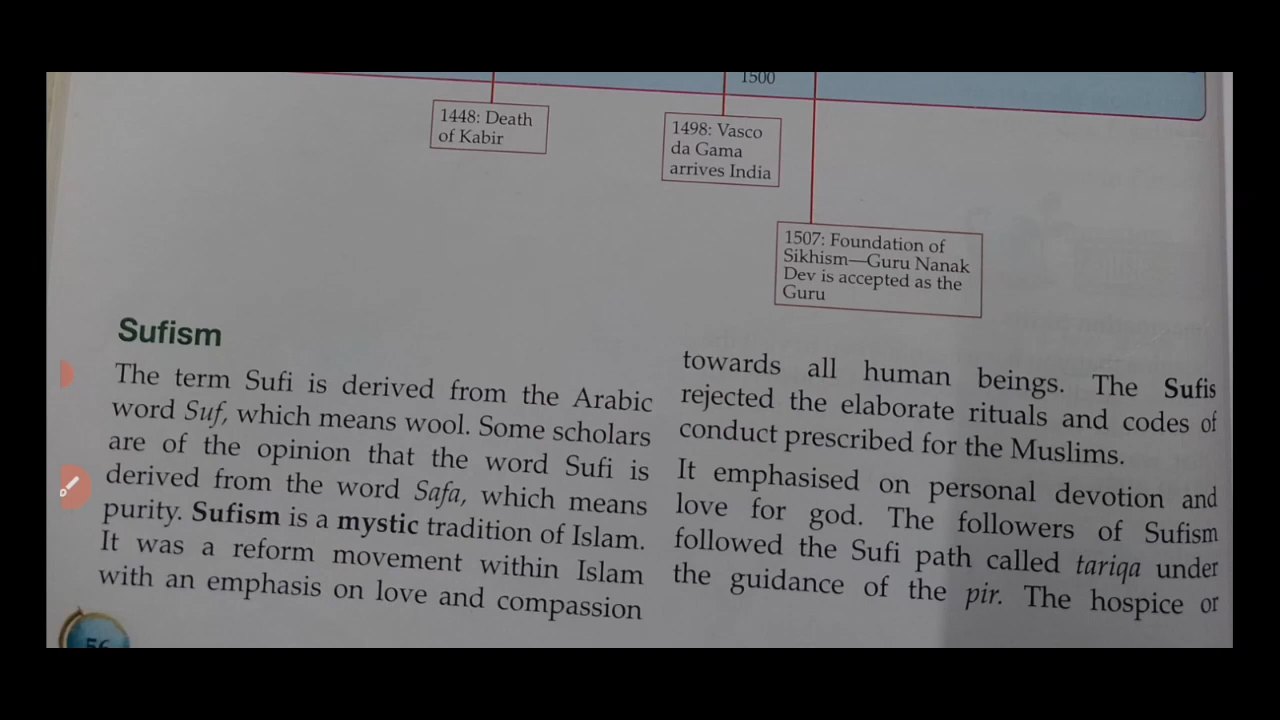 1500
1448: Death
of Kabir
1498: Vasco
da Gama
arrives India
1507: Foundation of
Sikhism—Guru Nanak
Dev is accepted as the
Guru
Sufism
The term Sufi is derived from the Arabic
word Suf, which means wool. Some scholars
are of the opinion that the word Sufi is
derived from the word Safa, which means
purity. Sufism is a mystic tradition of Islam.
It was a reform movement within Islam
with an emphasis on love and compassion
towards all human beings. The Sufis
rejected the elaborate rituals and codes of
conduct prescribed for the Muslims.
It emphasised on personal devotion and
love for god. The followers of Sufism
followed the Sufi path called tariqa under
the guidance of the pir. The hospice or
56